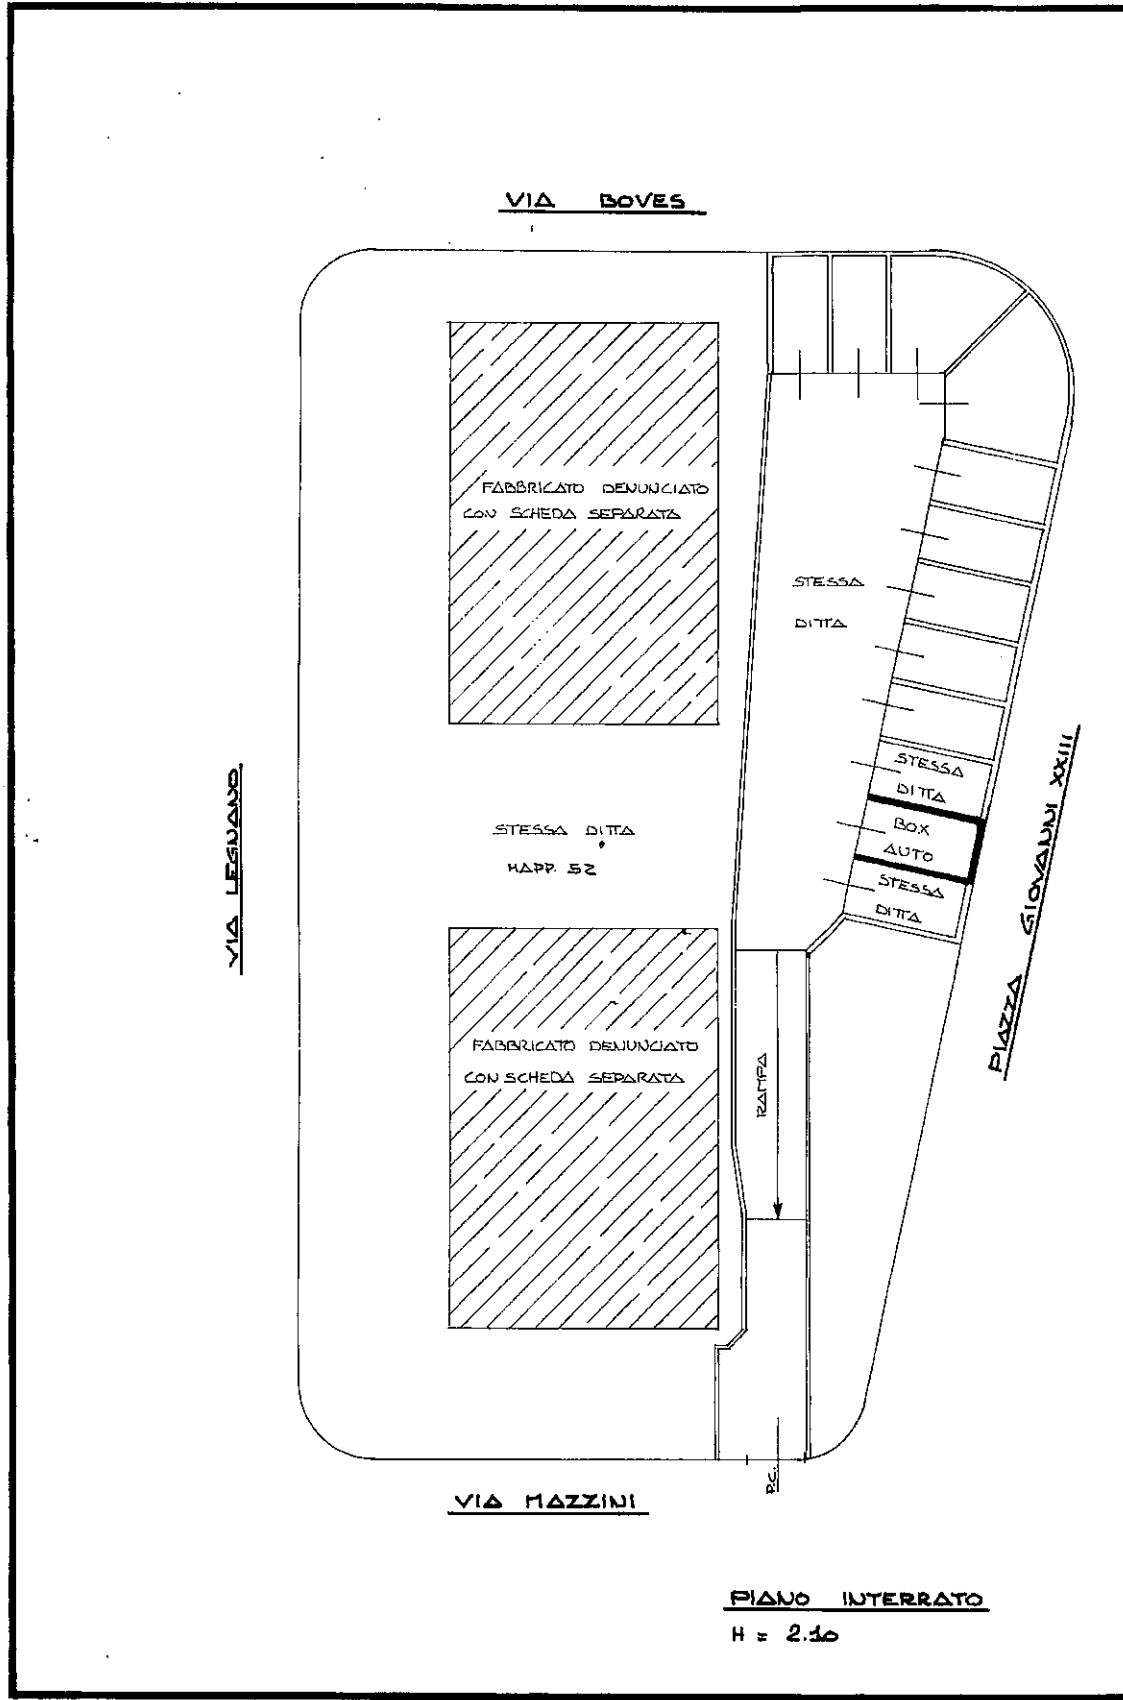 VIA BOVES
FABBRICATO DENUNCIATO
CON SCHEDA SEPARATA
STESSA
DITTA
VIA LEGNANO
STESSA DITTA
MAPP. 52
STESSA
DITTA
BOX
AUTO
STESSA
DITTA
PIAZZA GIOVANNI XXIII
FABBRICATO DENUNCIATO
CON SCHEDA SEPARATA
RAMPA
P.C.
VIA MAZZINI
PIANO INTERRATO
H = 2.10